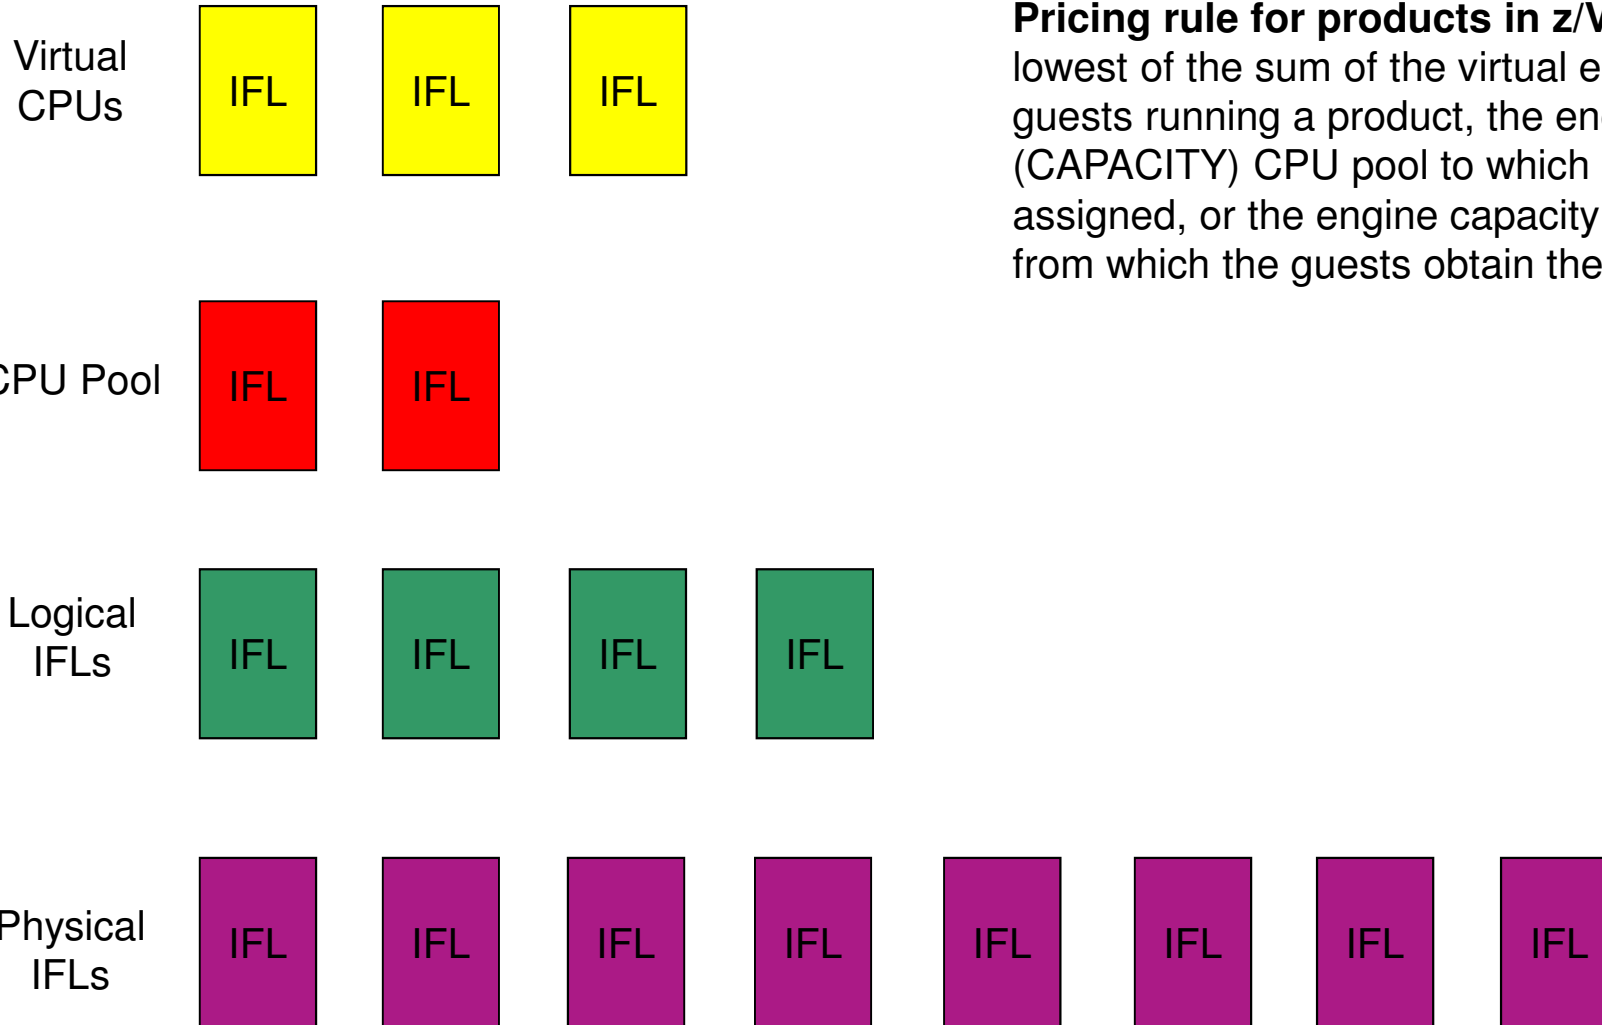 Pricing rule for products in z/V
lowest of the sum of the virtual e
guests running a product, the en
(CAPACITY) CPU pool to which
assigned, or the engine capacity
from which the guests obtain the
Virtual
CPUs
IFL IFL IFL
CPU Pool
IFL IFL
Logical
IFLs
IFL IFL IFL IFL
Physical
IFLs
IFL IFL IFL IFL IFL IFL IFL IFL